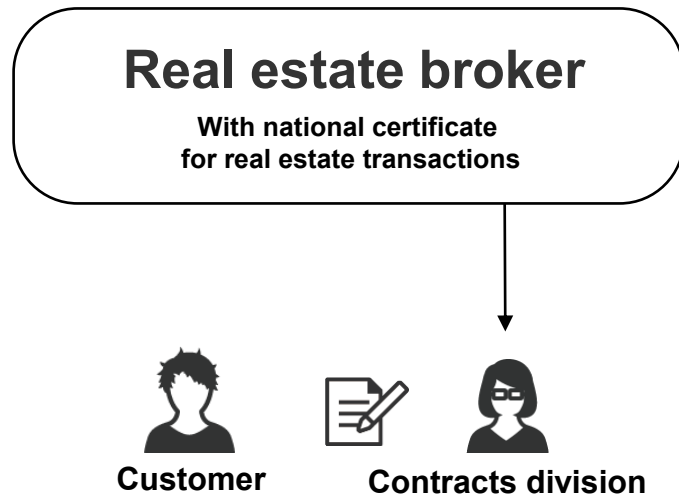 Real estate broker
With national certificate
for real estate transactions
Customer
Contracts division